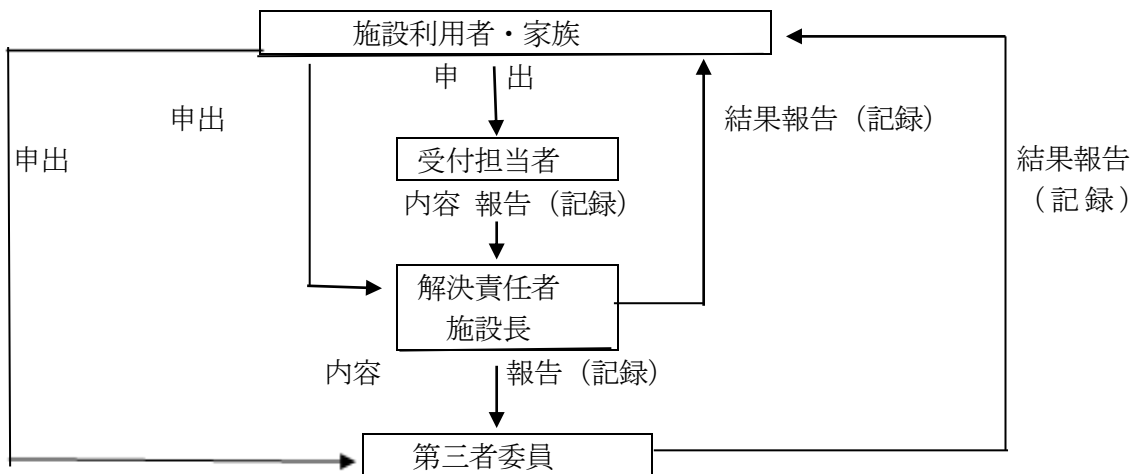 施設利用者・家族
申 出
申出
結果報告（記録）
申出
受付担当者
結果報告
（記録）
内容 報告（記録）
解決責任者
施設長
内容 報告（記録）
第三者委員